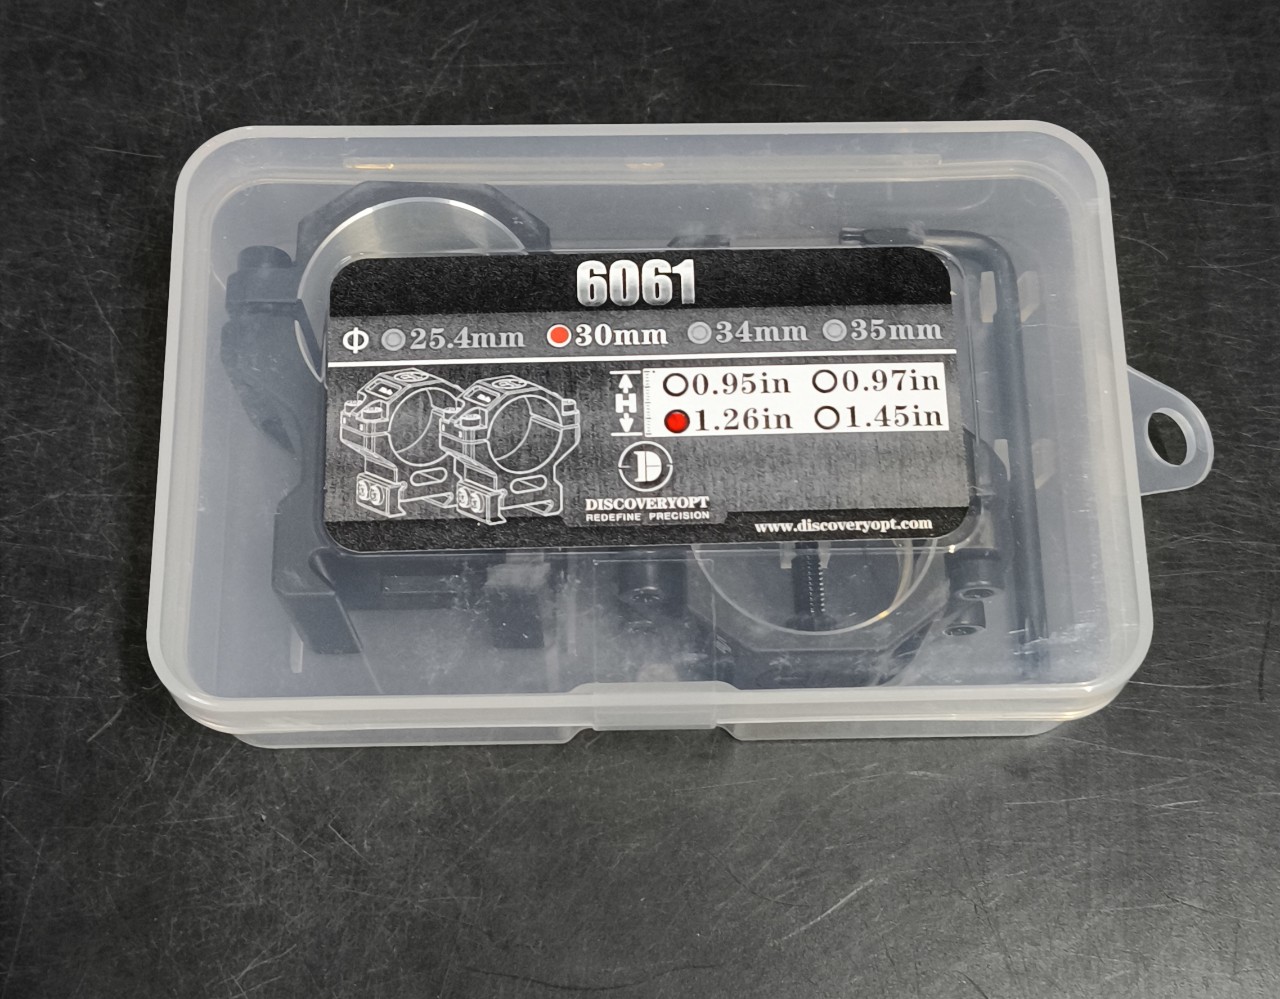 6061
Φ 25.4mm 30mm 34mm 35mm
H 0.95in 0.97in
1.26in 1.45in
D
DISCOVERYOPT
REDEFINE PRECISION
www.discoveryopt.com